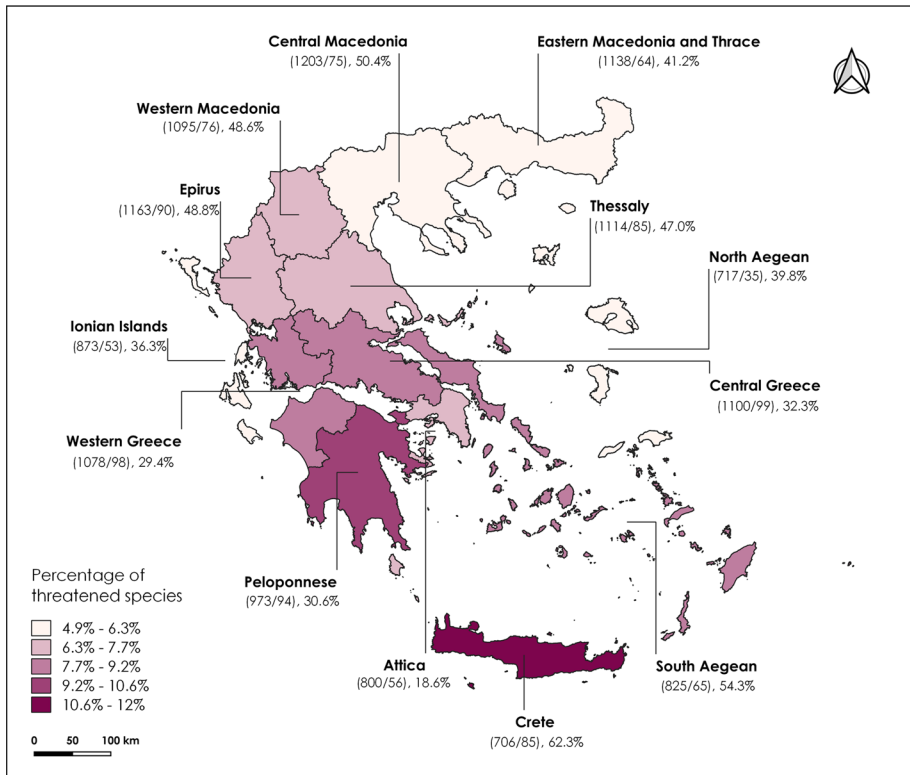 Central Macedonia
(1203/75), 50.4%
Eastern Macedonia and Thrace
(1138/64), 41.2%
Western Macedonia
(1095/76), 48.6%
Epirus
(1163/90), 48.8%
Thessaly
(1114/85), 47.0%
North Aegean
(717/35), 39.8%
Ionian Islands
(873/53), 36.3%
Central Greece
(1100/99), 32.3%
Western Greece
(1078/98), 29.4%
Peloponnese
(973/94), 30.6%
Attica
(800/56), 18.6%
South Aegean
(825/65), 54.3%
Crete
(706/85), 62.3%
Percentage of
threatened species
4.9% - 6.3%
6.3% - 7.7%
7.7% - 9.2%
9.2% - 10.6%
10.6% - 12%
0 50 100 km